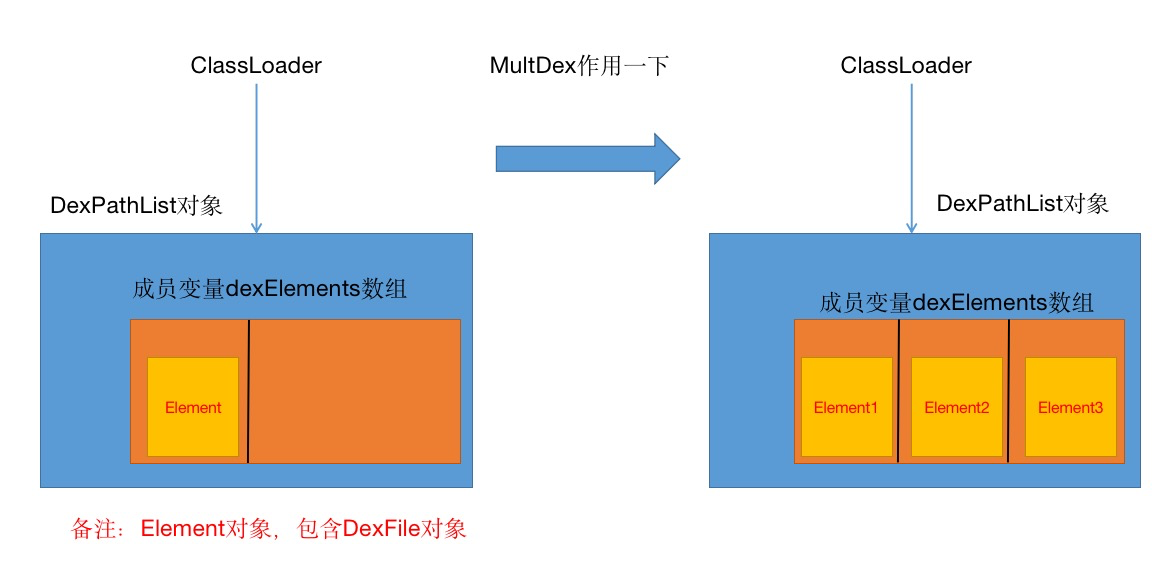 ClassLoader
MultDex作用一下
ClassLoader
DexPathList对象
DexPathList对象
成员变量dexElements数组
成员变量dexElements数组
Element
Element1
Element2
Element3
备注：Element对象，包含DexFile对象